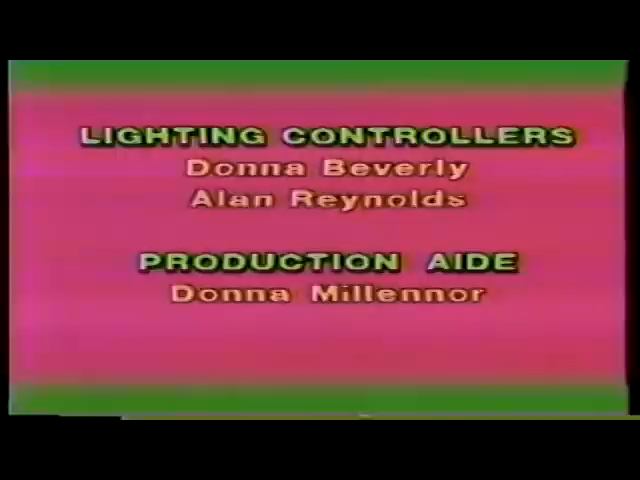 LIGHTING CONTROLLERS
Donna Beverly
Alan Reynolds
PRODUCTION AIDE
Donna Millennor